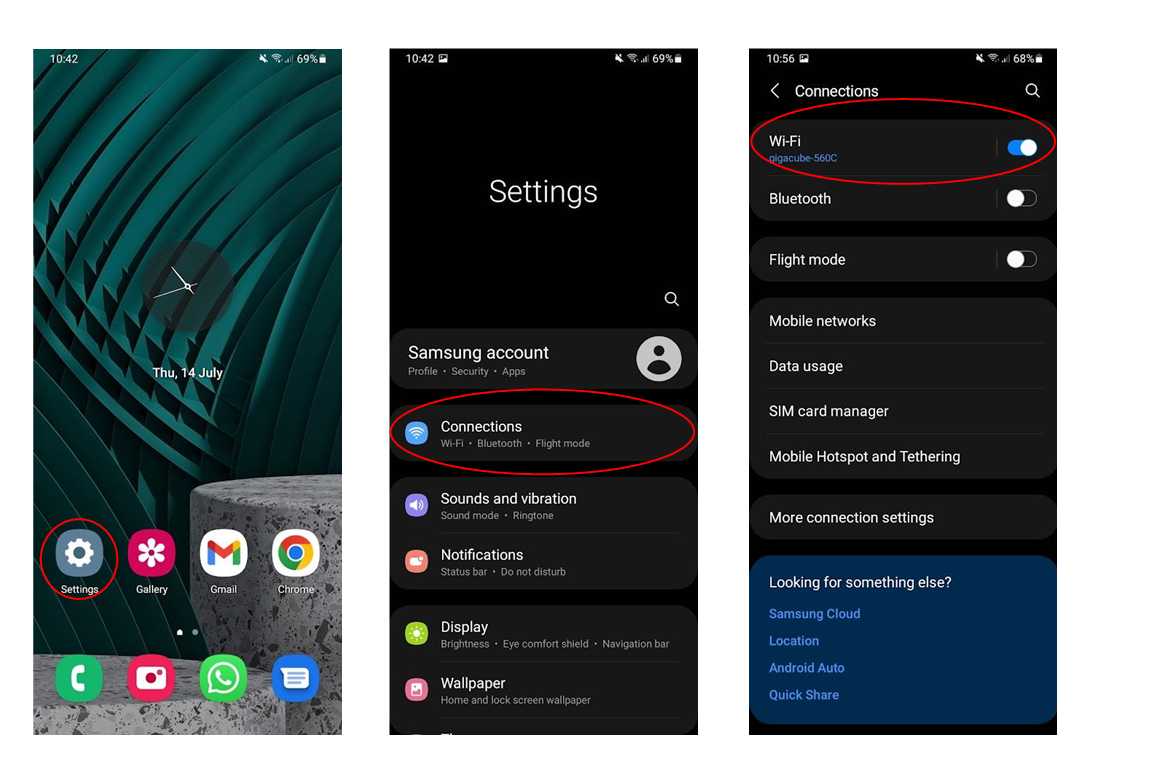 10:42
69%
Thu, 14 July
Settings
Gallery
Gmail
Chrome
10:42
69%
Settings
Samsung account
Profile • Security • Apps
Connections
Wi-Fi • Bluetooth • Flight mode
Sounds and vibration
Sound mode • Ringtone
Notifications
Status bar • Do not disturb
Display
Brightness • Eye comfort shield • Navigation bar
Wallpaper
Home and lock screen wallpaper
10:56
68%
Connections
Wi-Fi
gigacube-560C
Bluetooth
Flight mode
Mobile networks
Data usage
SIM card manager
Mobile Hotspot and Tethering
More connection settings
Looking for something else?
Samsung Cloud
Location
Android Auto
Quick Share